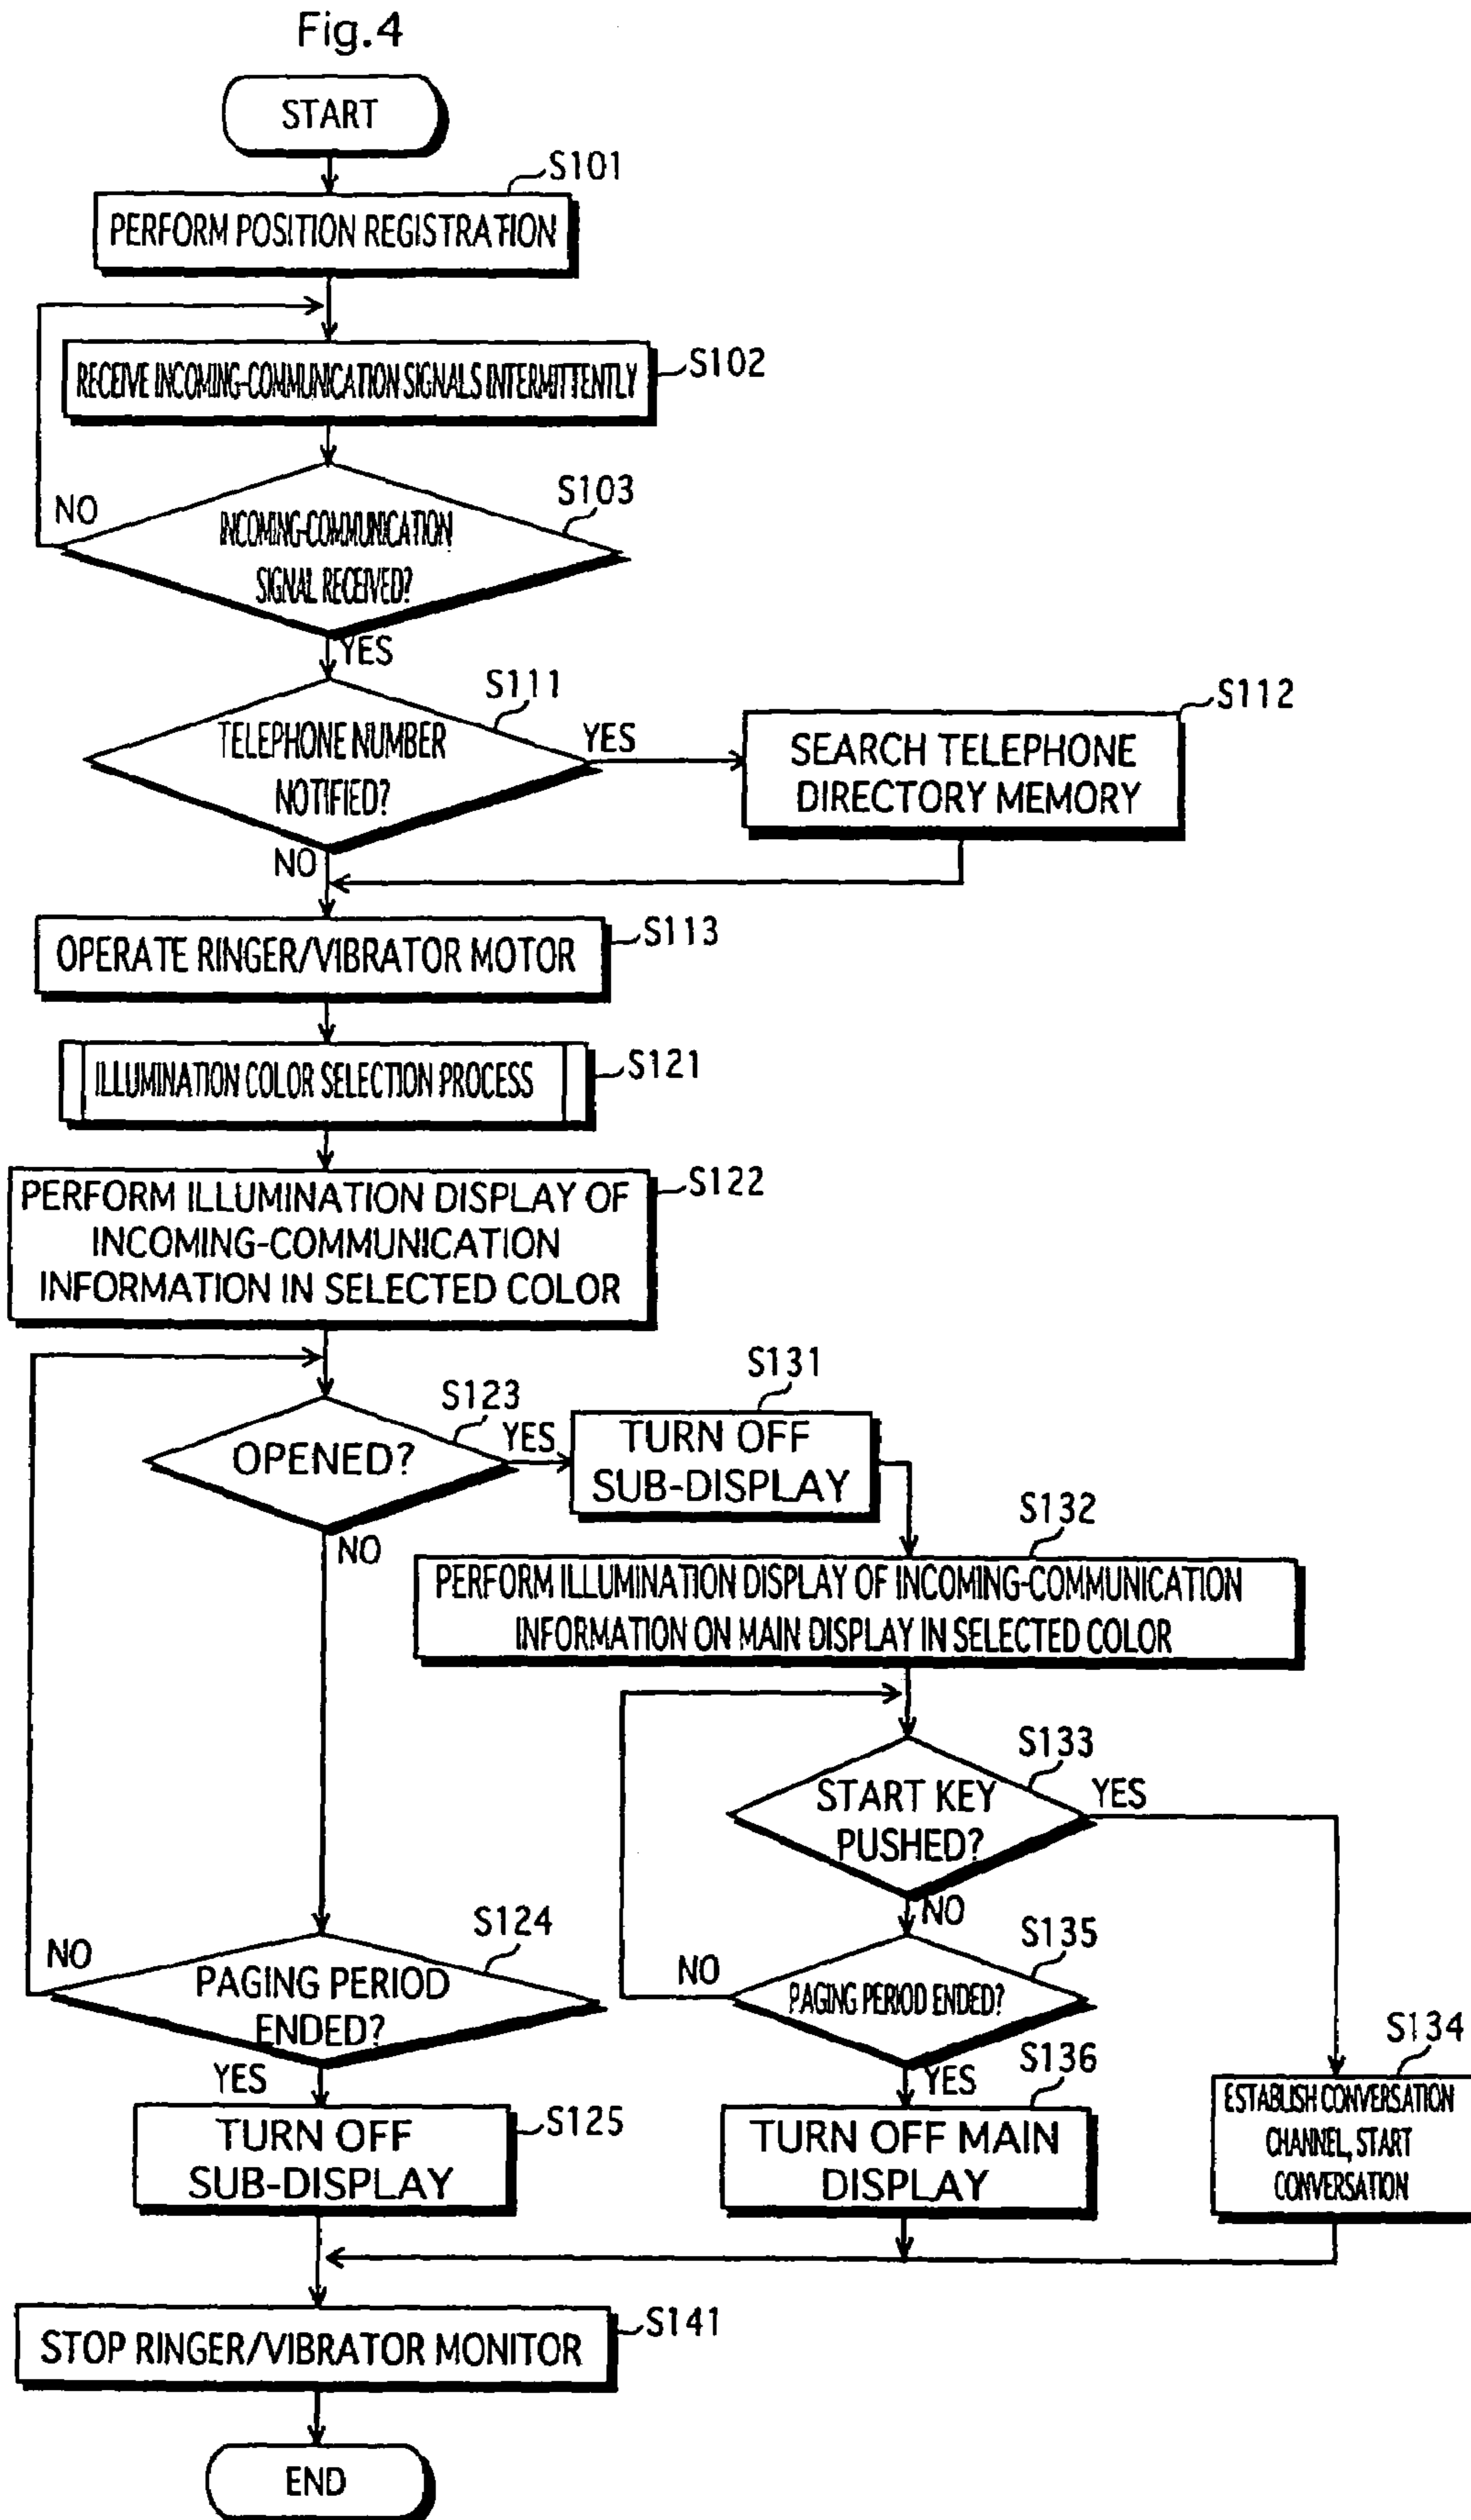 Fig.4
START
S101
PERFORM POSITION REGISTRATION
RECEIVE INCOMING-COMMUNICATION SIGNALS INTERMITTENTLY
S102
S103
NO
INCOMING-COMMUNICATION
SIGNAL RECEIVED?
YES
S111
TELEPHONE NUMBER
NOTIFIED?
YES
S112
SEARCH TELEPHONE
DIRECTORY MEMORY
NO
OPERATE RINGER/VIBRATOR MOTOR
S113
ILLUMINATION COLOR SELECTION PROCESS
S121
PERFORM ILLUMINATION DISPLAY OF
INCOMING-COMMUNICATION
INFORMATION IN SELECTED COLOR
S122
S123
OPENED?
YES
S131
TURN OFF
SUB-DISPLAY
NO
S132
PERFORM ILLUMINATION DISPLAY OF INCOMING-COMMUNICATION
INFORMATION ON MAIN DISPLAY IN SELECTED COLOR
S133
START KEY
PUSHED?
YES
NO
S124
NO
PAGING PERIOD
ENDED?
YES
S135
NO
PAGING PERIOD ENDED?
YES
S125
TURN OFF
SUB-DISPLAY
S136
TURN OFF MAIN
DISPLAY
S134
ESTABLISH CONVERSATION
CHANNEL, START
CONVERSATION
STOP RINGER/VIBRATOR MONITOR
S141
END